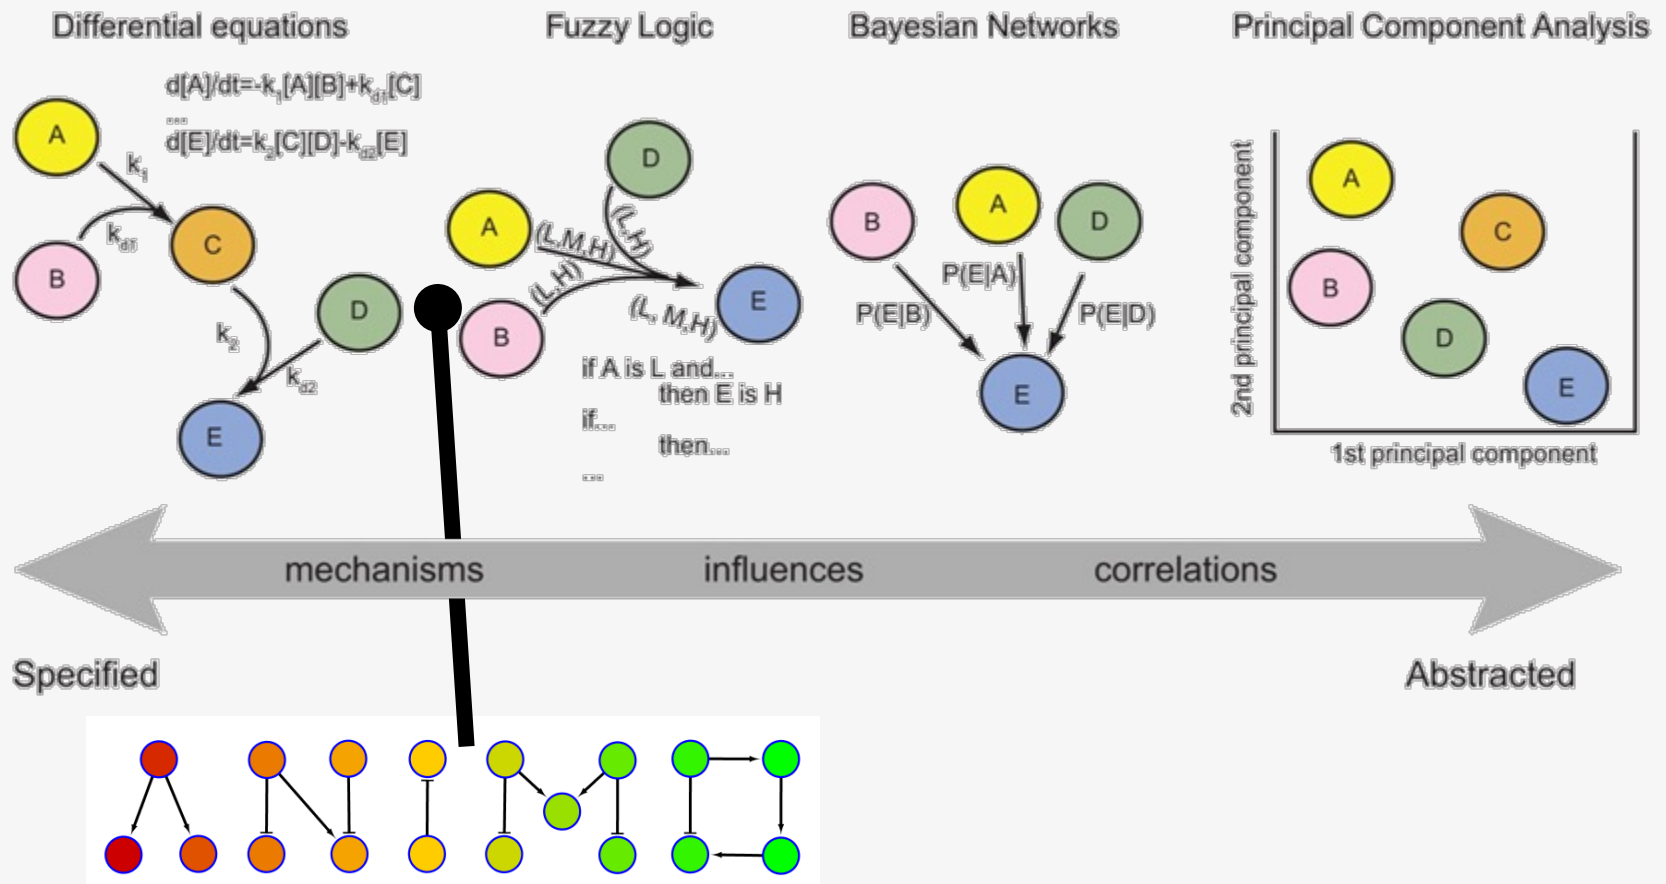 Differential equations
d[A]/dt=-k1[A][B]+kd1[C]
...
d[E]/dt=k2[C][D]-kd2[E]
A
k1
B
kd1
C
D
k2
kd2
E
Fuzzy Logic
D
A
(L,M,H)
(L,H)
B
(L,H)
(L, M,H)
E
if A is L and...
then E is H
if...
then...
...
Bayesian Networks
B
A
D
P(E|B)
P(E|A)
P(E|D)
E
Principal Component Analysis
2nd principal component
A
C
B
D
E
1st principal component
mechanisms
influences
correlations
Specified
Abstracted